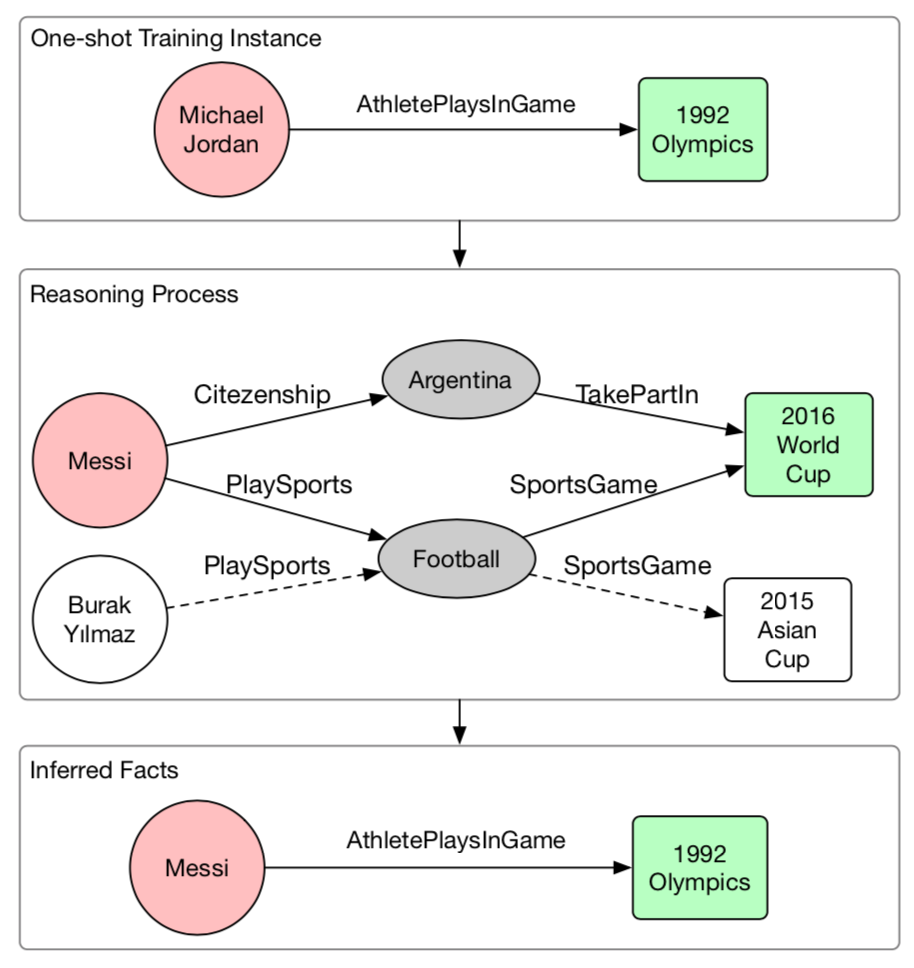 One-shot Training Instance
Michael
Jordan
AthletePlaysInGame
1992
Olympics
Reasoning Process
Argentina
Citezenship
TakePartIn
2016
World
Cup
Messi
PlaySports
SportsGame
Football
PlaySports
SportsGame
Burak
Yılmaz
2015
Asian
Cup
Inferred Facts
Messi
AthletePlaysInGame
1992
Olympics